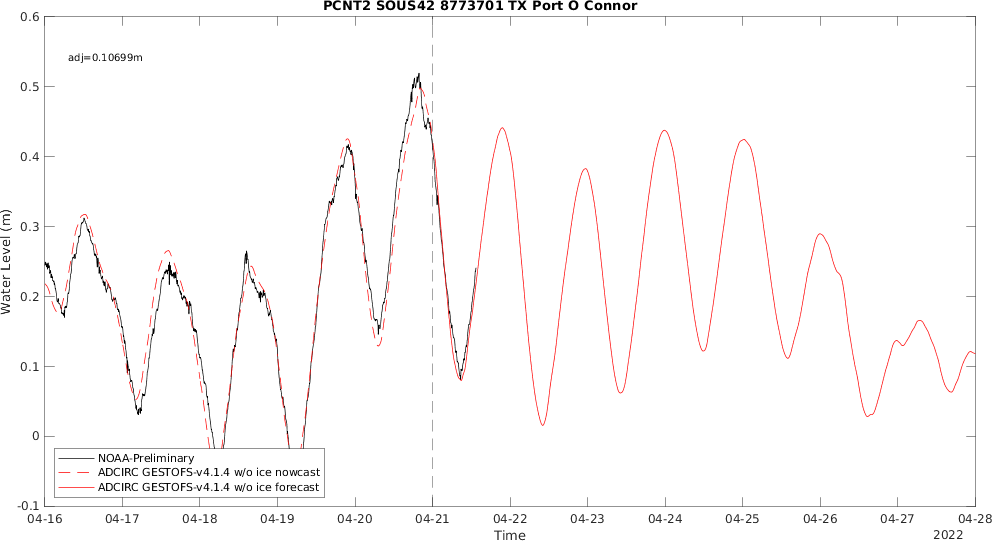 PCNT2 SOUS42 8773701 TX Port O Connor
0.6
adj=0.10699m
0.5
0.4
0.3
0.2
0.1
0
-0.1
Water Level (m)
NOAA-Preliminary
ADCIRC GESTOFS-v4.1.4 w/o ice nowcast
ADCIRC GESTOFS-v4.1.4 w/o ice forecast
04-16 04-17 04-18 04-19 04-20 04-21 04-22 04-23 04-24 04-25 04-26 04-27 04-28
Time
2022